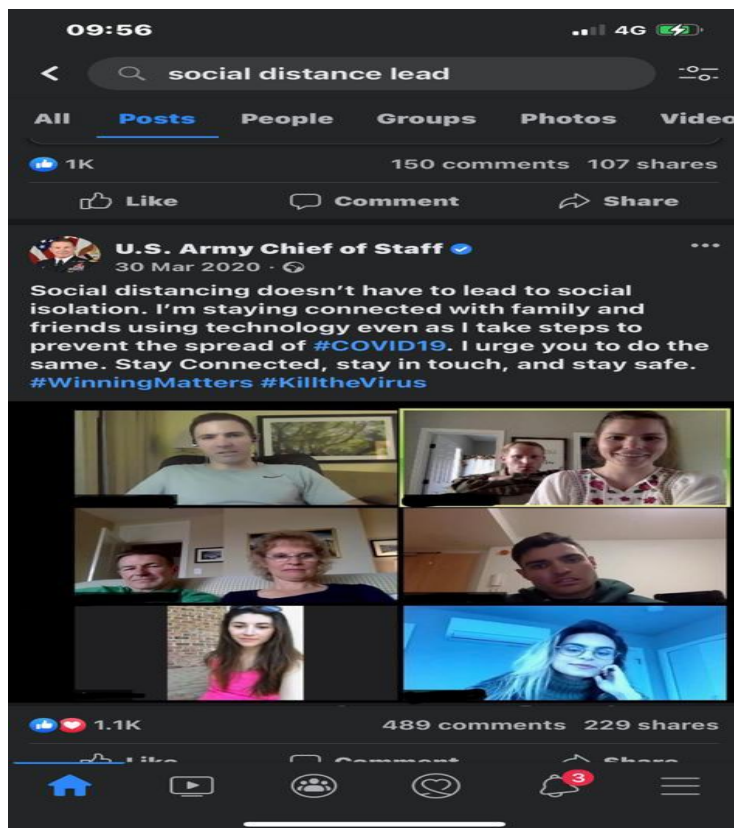 09:56
4G
social distance lead
All Posts People Groups Photos Video
1K 150 comments 107 shares
Like Comment Share
U.S. Army Chief of Staff
30 Mar 2020 ·
Social distancing doesn't have to lead to social
isolation. I'm staying connected with family and
friends using technology even as I take steps to
prevent the spread of #COVID19. I urge you to do the
same. Stay Connected, stay in touch, and stay safe.
#WinningMatters #KilltheVirus
1.1K 489 comments 229 shares
Like Comment Share
3